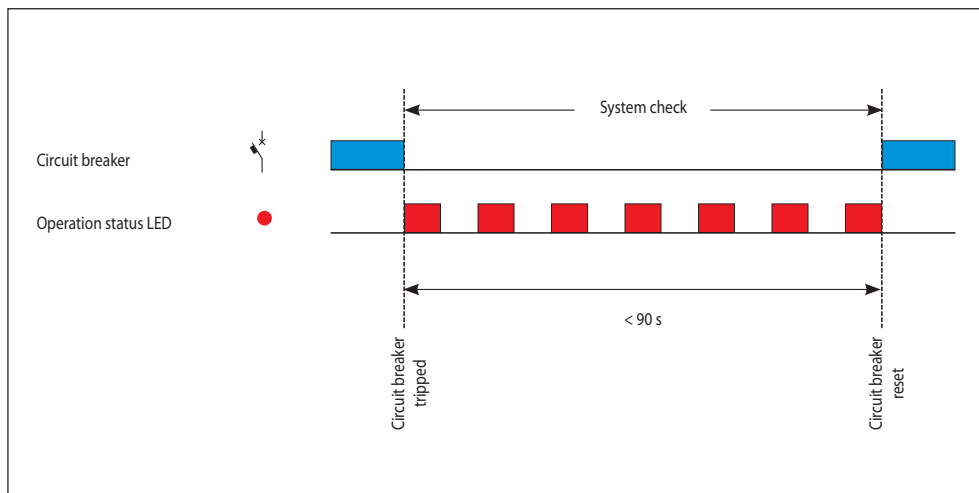 System check
Circuit breaker
Operation status LED
< 90 s
Circuit breaker
tripped
Circuit breaker
reset